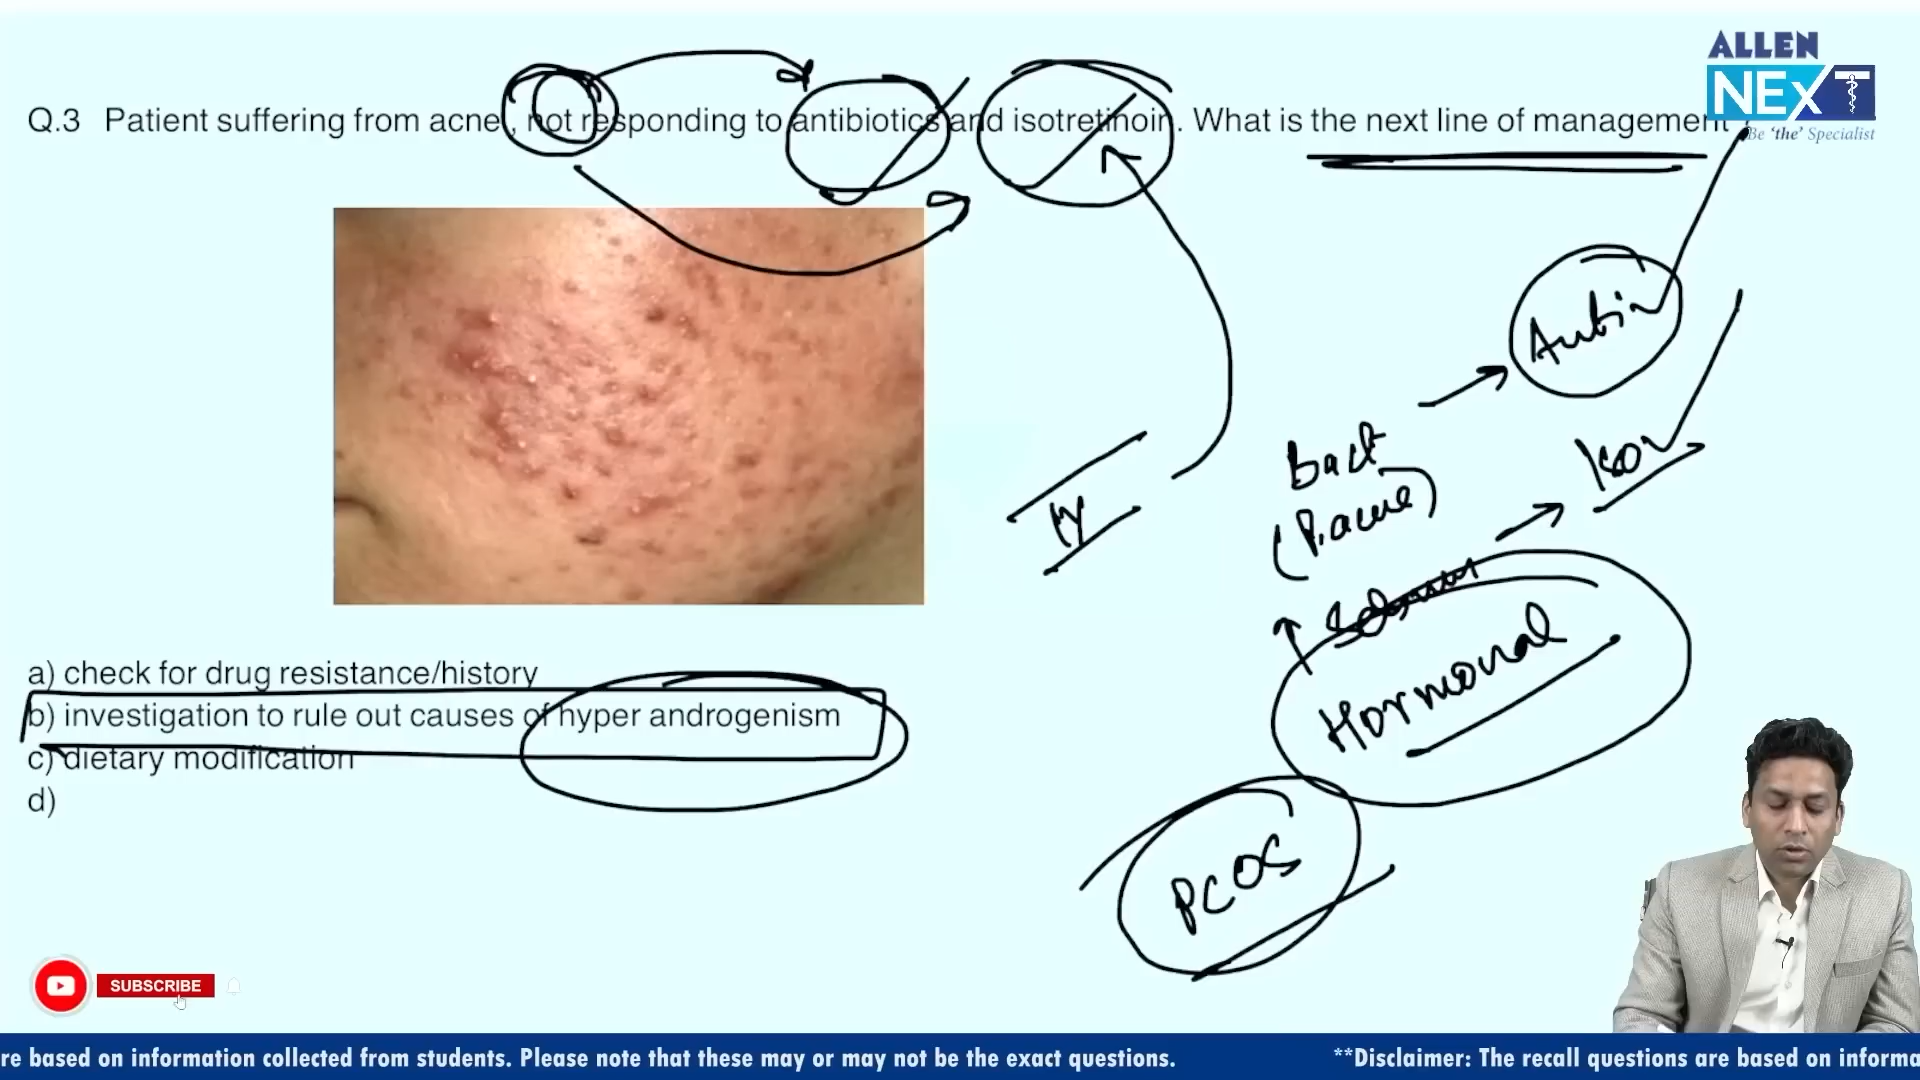 ALLEN
NEXT
Be 'the' Specialist
Q.3 Patient suffering from acne, not responding to antibiotics and isotretinoin. What is the next line of management
Bact
(P.acne)
Hormonal
PCOS
a) check for drug resistance/history
b) investigation to rule out causes of hyper androgenism
c) dietary modification
d)
SUBSCRIBE
re based on information collected from students. Please note that these may or may not be the exact questions. **Disclaimer: The recall questions are based on informa